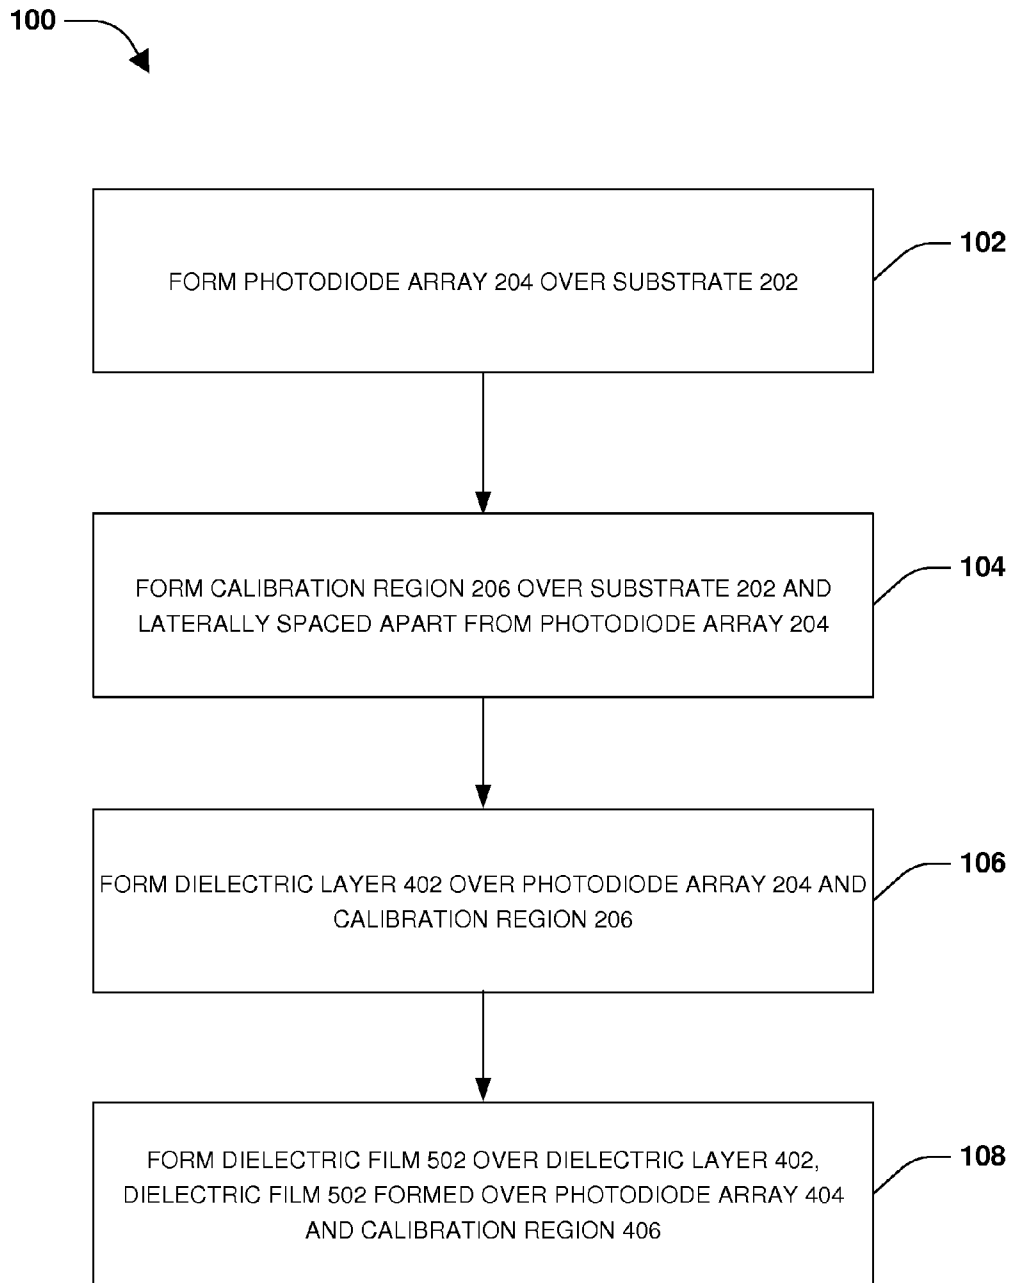 100
FORM PHOTODIODE ARRAY 204 OVER SUBSTRATE 202
102
FORM CALIBRATION REGION 206 OVER SUBSTRATE 202 AND
LATERALLY SPACED APART FROM PHOTODIODE ARRAY 204
104
FORM DIELECTRIC LAYER 402 OVER PHOTODIODE ARRAY 204 AND
CALIBRATION REGION 206
106
FORM DIELECTRIC FILM 502 OVER DIELECTRIC LAYER 402,
DIELECTRIC FILM 502 FORMED OVER PHOTODIODE ARRAY 404
AND CALIBRATION REGION 406
108